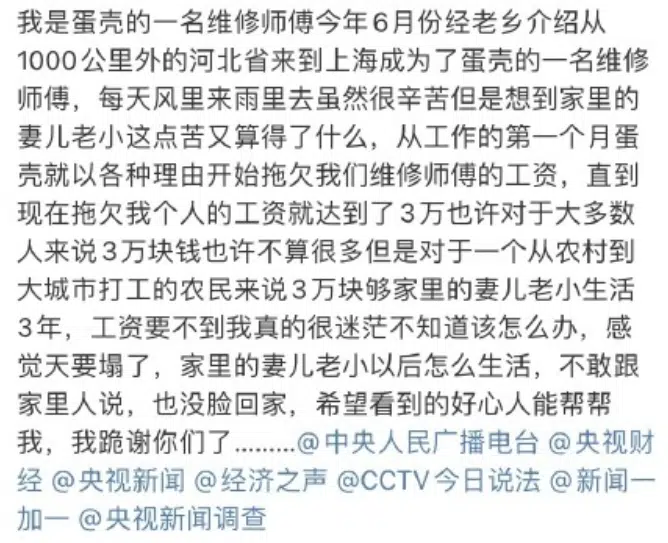 我是蛋壳的一名维修师傅今年6月份经老乡介绍从
1000公里外的河北省来到上海成为了蛋壳的一名维修
师傅，每天风里来雨里去虽然很辛苦但是想到家里的
妻儿老小这点苦又算得了什么，从工作的第一个月蛋
壳就以各种理由开始拖欠我们维修师傅的工资，直到
现在拖欠我个人的工资就达到了3万也许对于大多数
人来说3万块钱也许不算很多但是对于一个从农村到
大城市打工的农民来说3万块够家里的妻儿老小生活
3年，工资要不到我真的很迷茫不知道该怎么办，感
觉天要塌了，家里的妻儿老小以后怎么生活，不敢跟
家里人说，也没脸回家，希望看到的好心人能帮帮
我，我跪谢你们了.........@中央人民广播电台 @央视财
经 @央视新闻 @经济之声 @CCTV今日说法 @新闻一
加一 @央视新闻调查